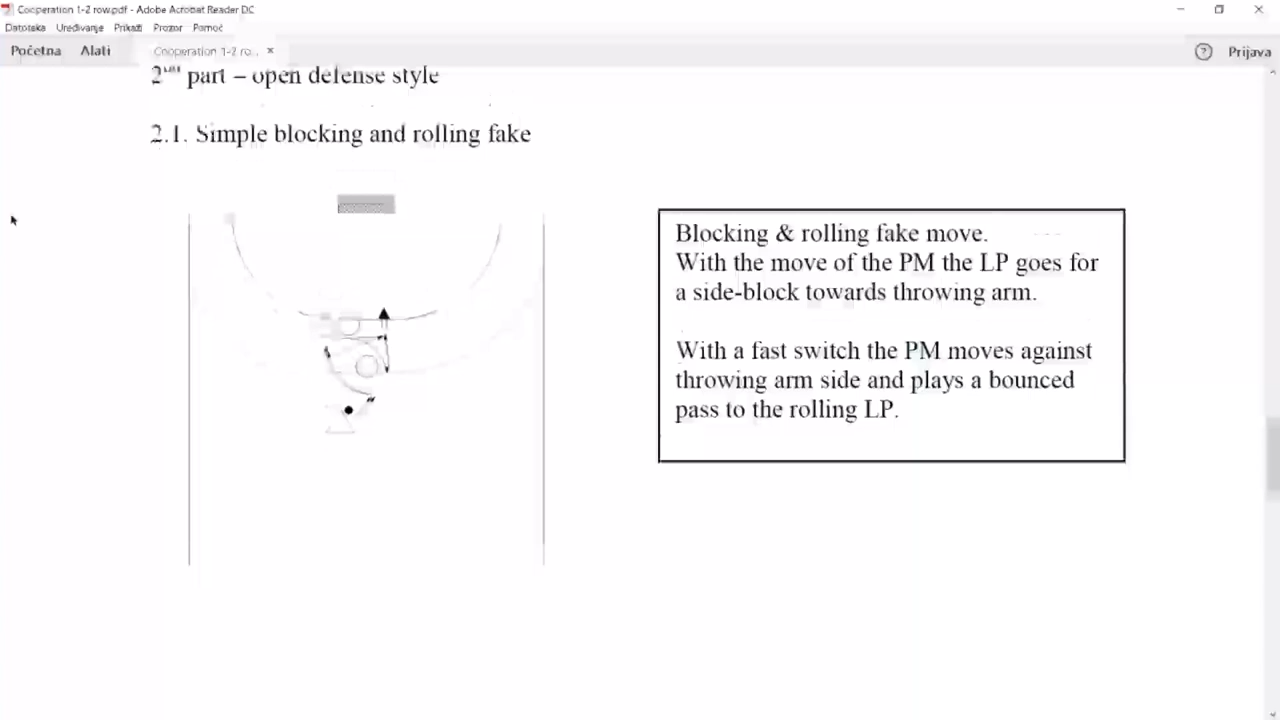 Cooperation 1-2 row.pdf - Adobe Acrobat Reader DC
Datoteka Uređivanje Prikaži Prozor Pomoć
Početna Alati Cooperation 1-2 ro... × Prijava
part – open defense style
2.1. Simple blocking and rolling fake
Blocking & rolling fake move.
With the move of the PM the LP goes for
a side-block towards throwing arm.
With a fast switch the PM moves against
throwing arm side and plays a bounced
pass to the rolling LP.